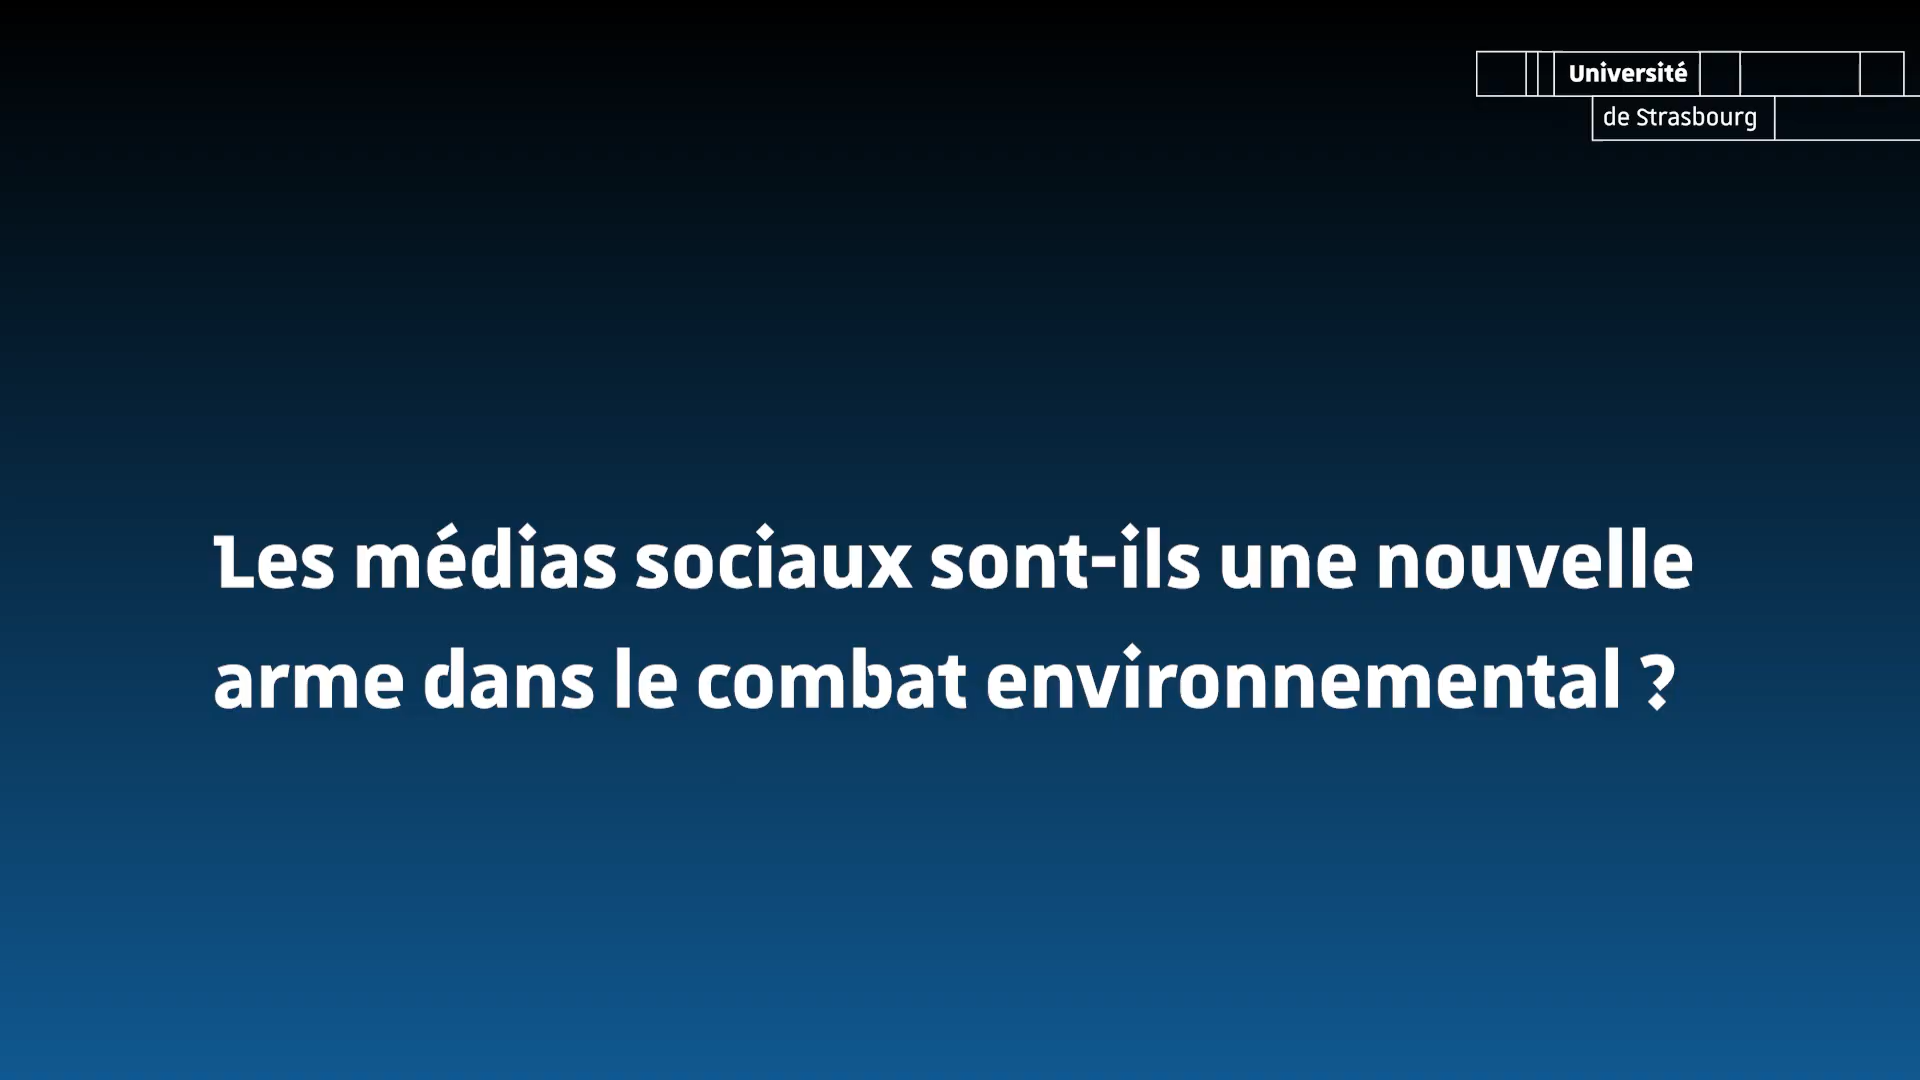 Université
de Strasbourg
Les médias sociaux sont-ils une nouvelle
arme dans le combat environnemental ?